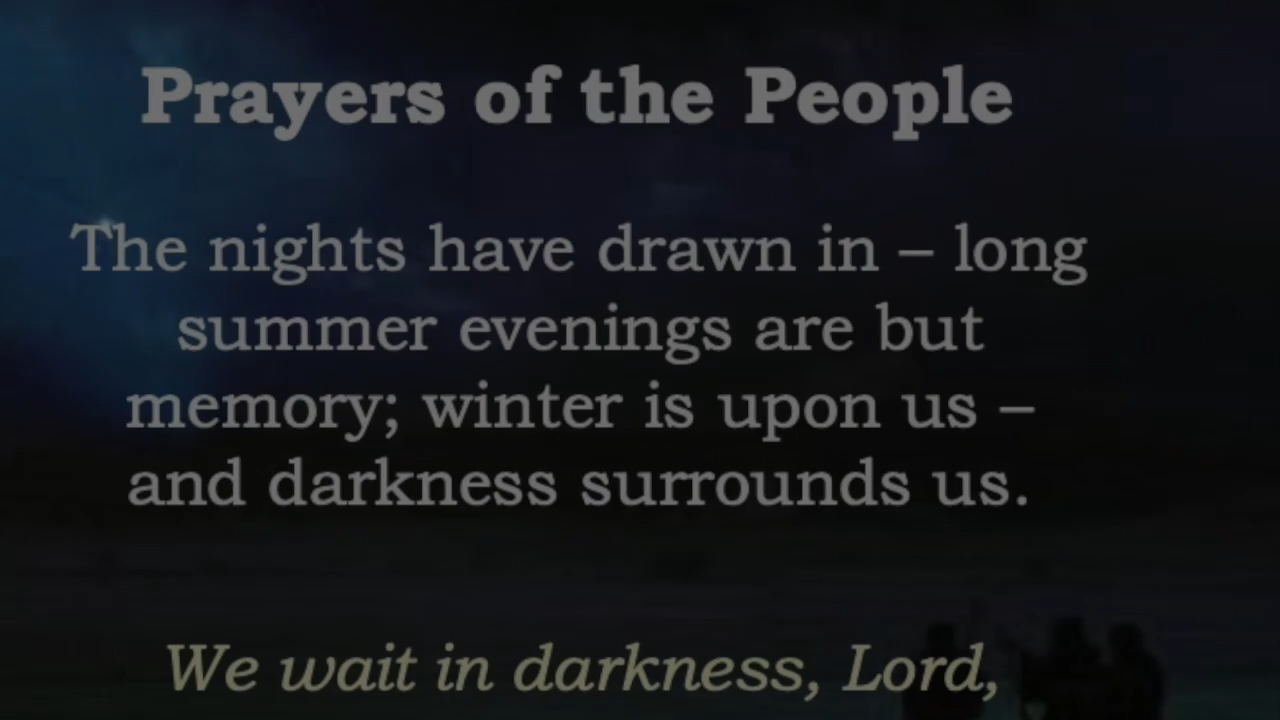 Prayers of the People
The nights have drawn in – long
summer evenings are but
memory; winter is upon us –
and darkness surrounds us.
We wait in darkness, Lord,